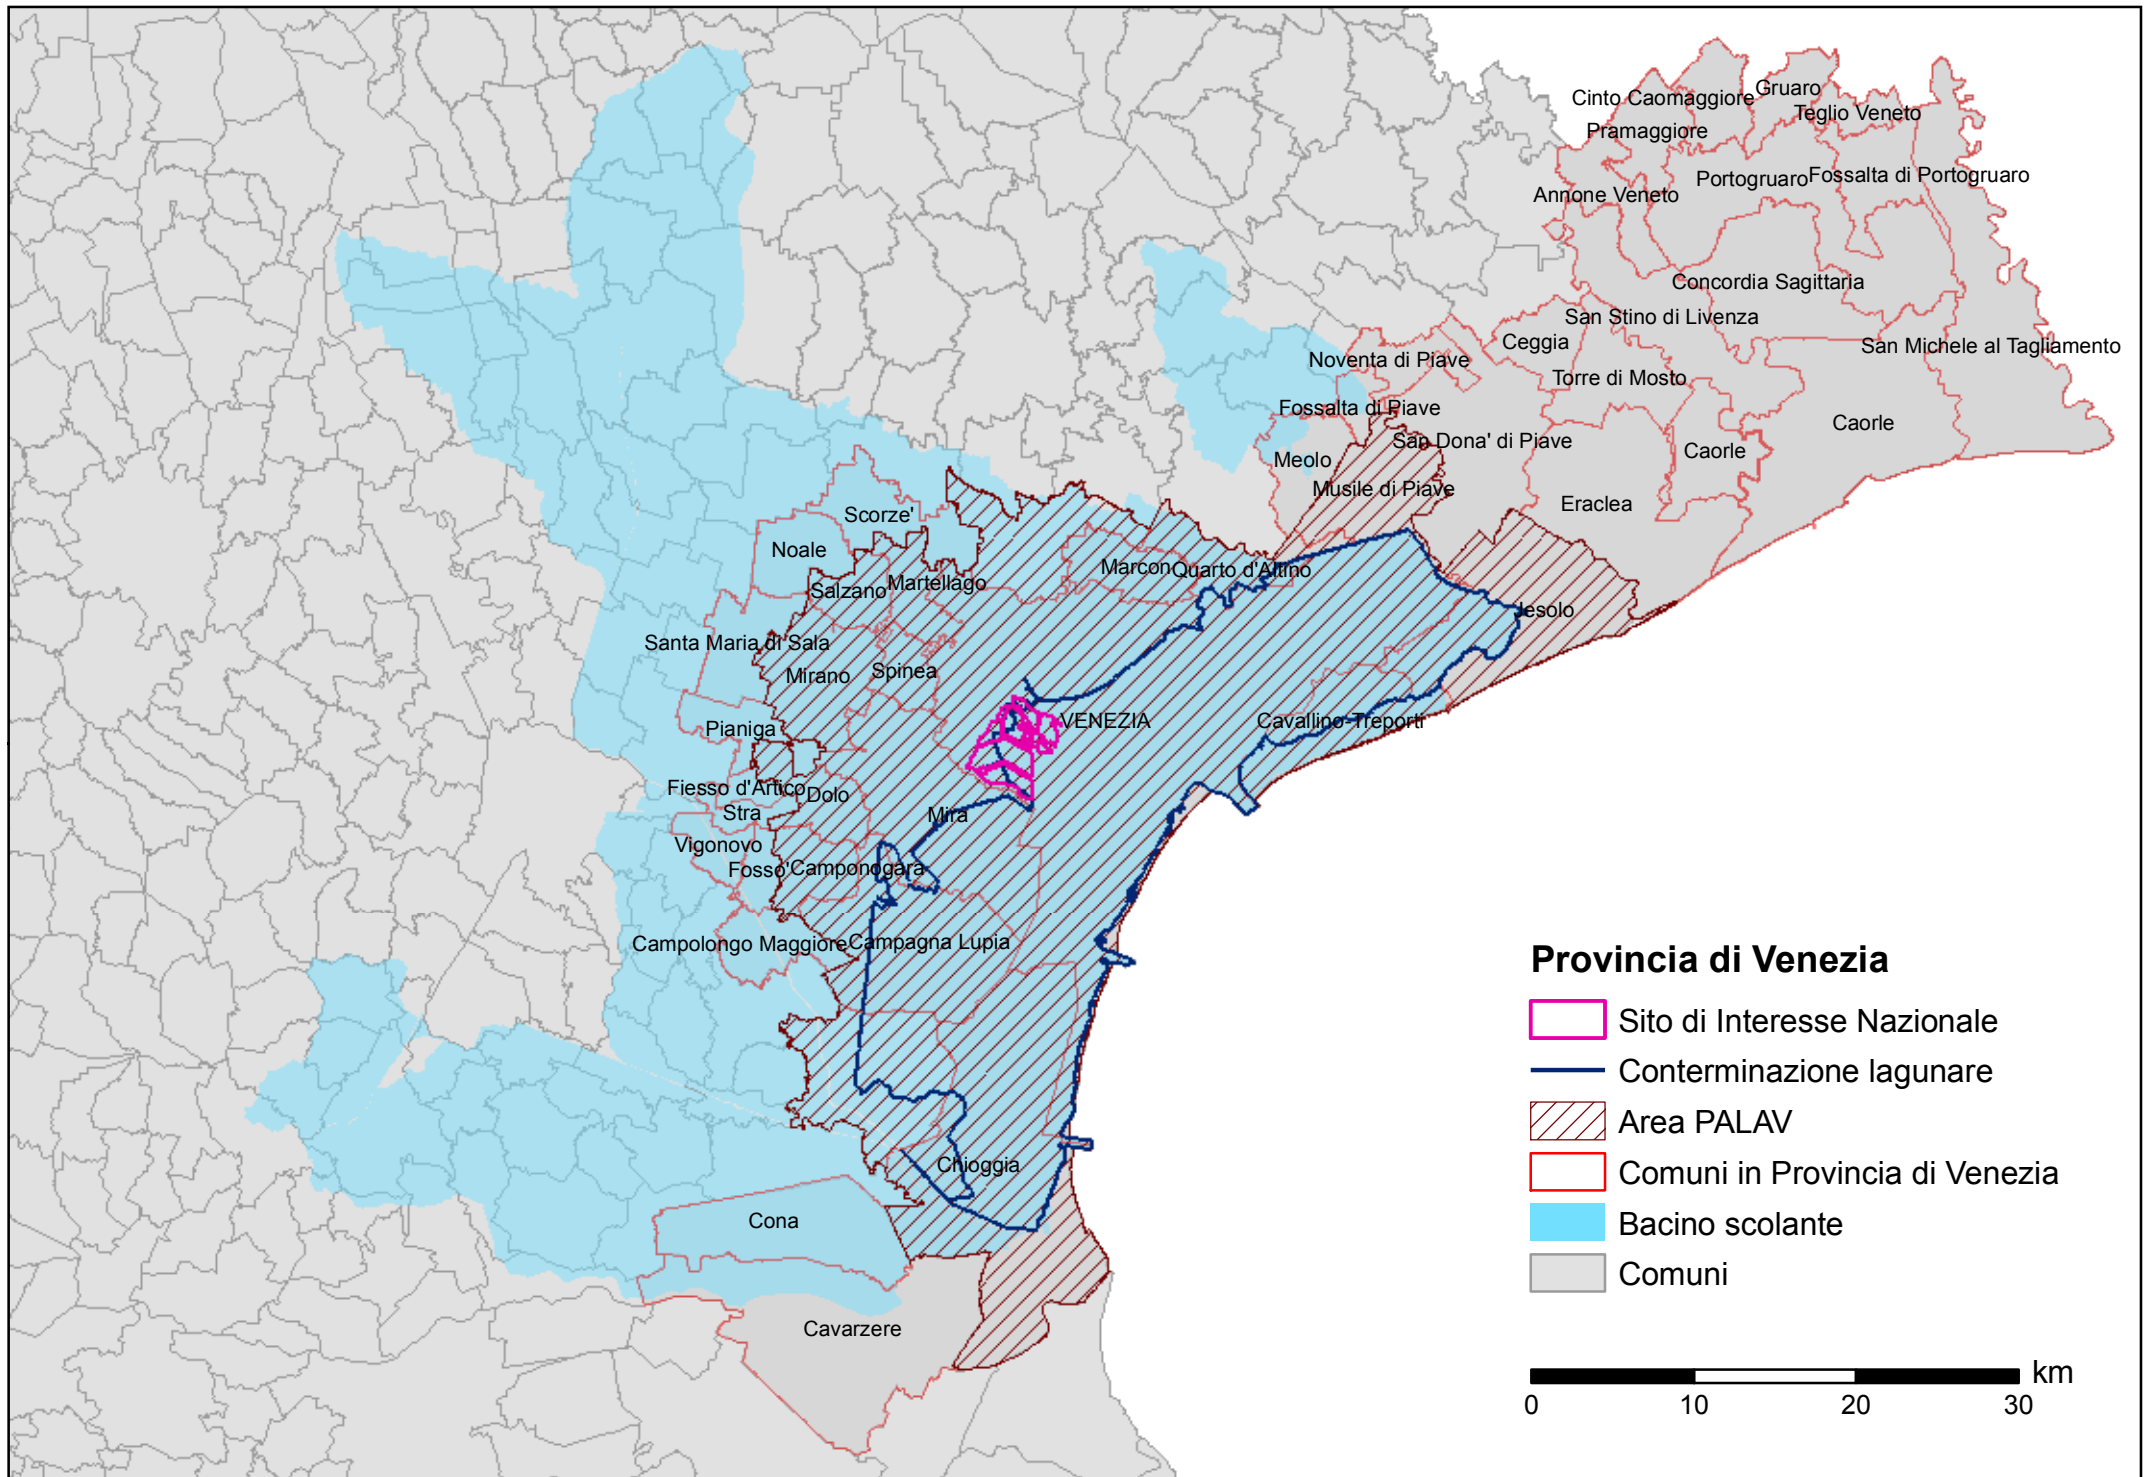 Cinto Caomaggiore
Gruaro
Teglio Veneto
Pramaggiore
Annone Veneto
Portogruaro
Fossalta di Portogruaro
Concordia Sagittaria
San Stino di Livenza
Ceggia
San Michele al Tagliamento
Noventa di Piave
Torre di Mosto
Fossalta di Piave
Caorle
San Dona' di Piave
Caorle
Meolo
Musile di Piave
Eraclea
Scorze'
Noale
Marcon
Quarto d'Altino
Martellago
Salzano
Jesolo
Santa Maria di Sala
Mirano
Spinea
VENEZIA
Cavallino-Treporti
Pianiga
Fiesso d'Artico
Dolo
Stra
Mira
Vigonovo
Fosso'
Camponogara
Campolongo Maggiore
Campagna Lupia
Chioggia
Cona
Cavarzere
Provincia di Venezia
Sito di Interesse Nazionale
Conterminazione lagunare
Area PALAV
Comuni in Provincia di Venezia
Bacino scolante
Comuni
km
0 10 20 30